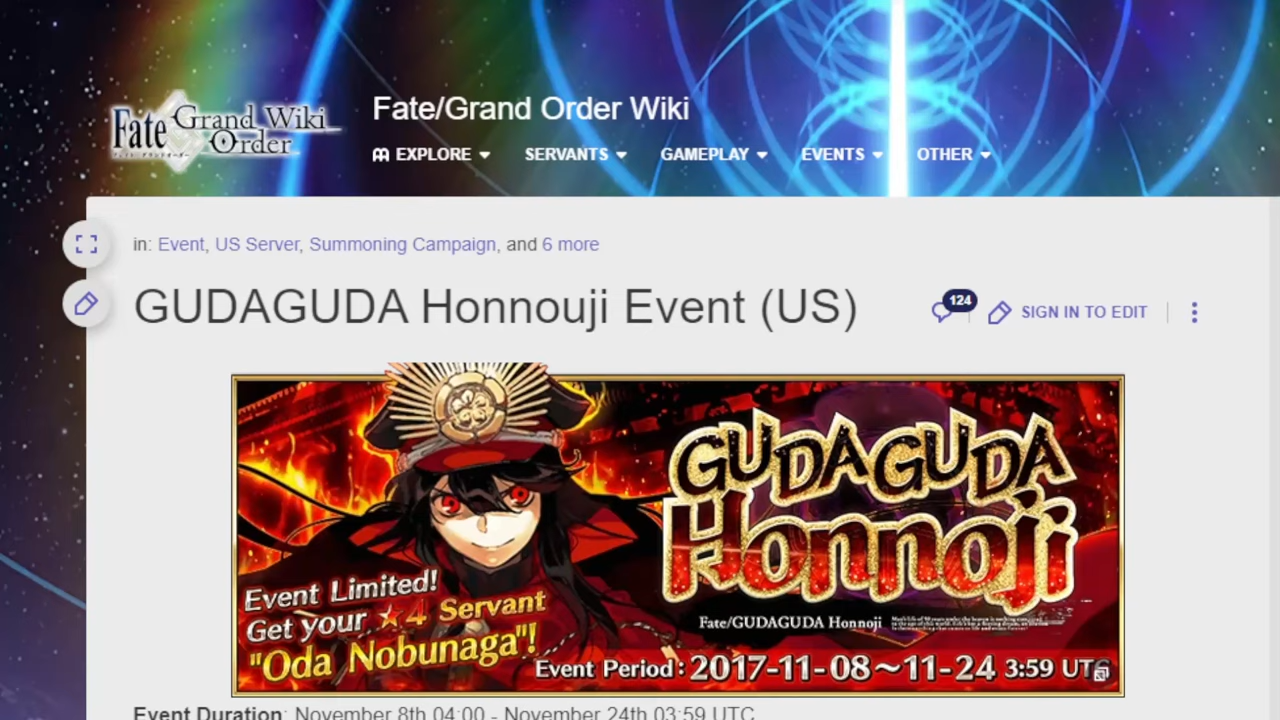 Fate/Grand Order Wiki
Fate Grand Wiki
Order
EXPLORE SERVANTS GAMEPLAY EVENTS OTHER
in: Event, US Server, Summoning Campaign, and 6 more
GUDAGUDA Honnouji Event (US)
124
SIGN IN TO EDIT
GUDAGUDA
Honnoji
Event Limited!
Get your ★4 Servant
"Oda Nobunaga"!
Fate/GUDAGUDA Honnoji
Event Period: 2017-11-08～11-24 3:59 UTC
Event Duration: November 8th 04:00 - November 24th 03:59 UTC